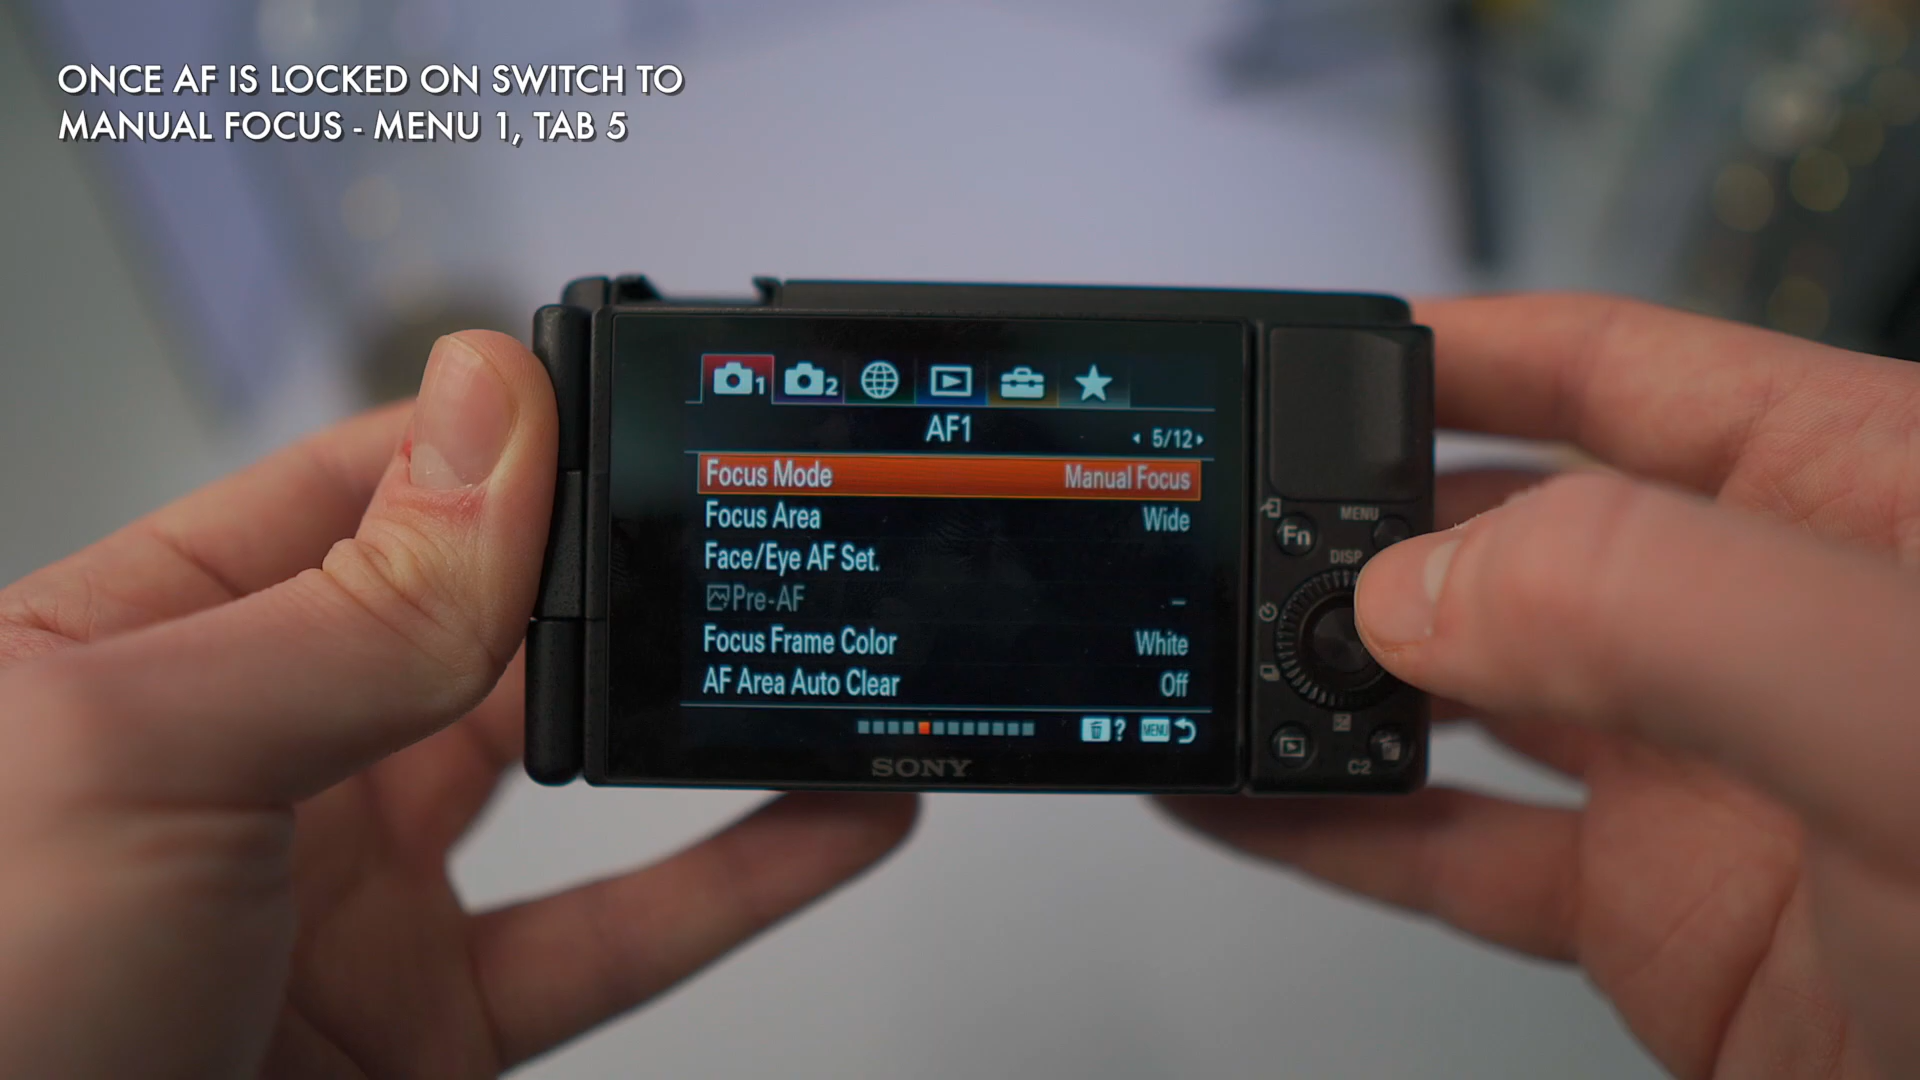 ONCE AF IS LOCKED ON SWITCH TO
MANUAL FOCUS - MENU 1, TAB 5
1 2
AF1
5/12
Focus Mode Manual Focus
Focus Area Wide
Face/Eye AF Set.
Pre-AF –
Focus Frame Color White
AF Area Auto Clear Off
? MENU
SONY
MENU
Fn
DISP
C2